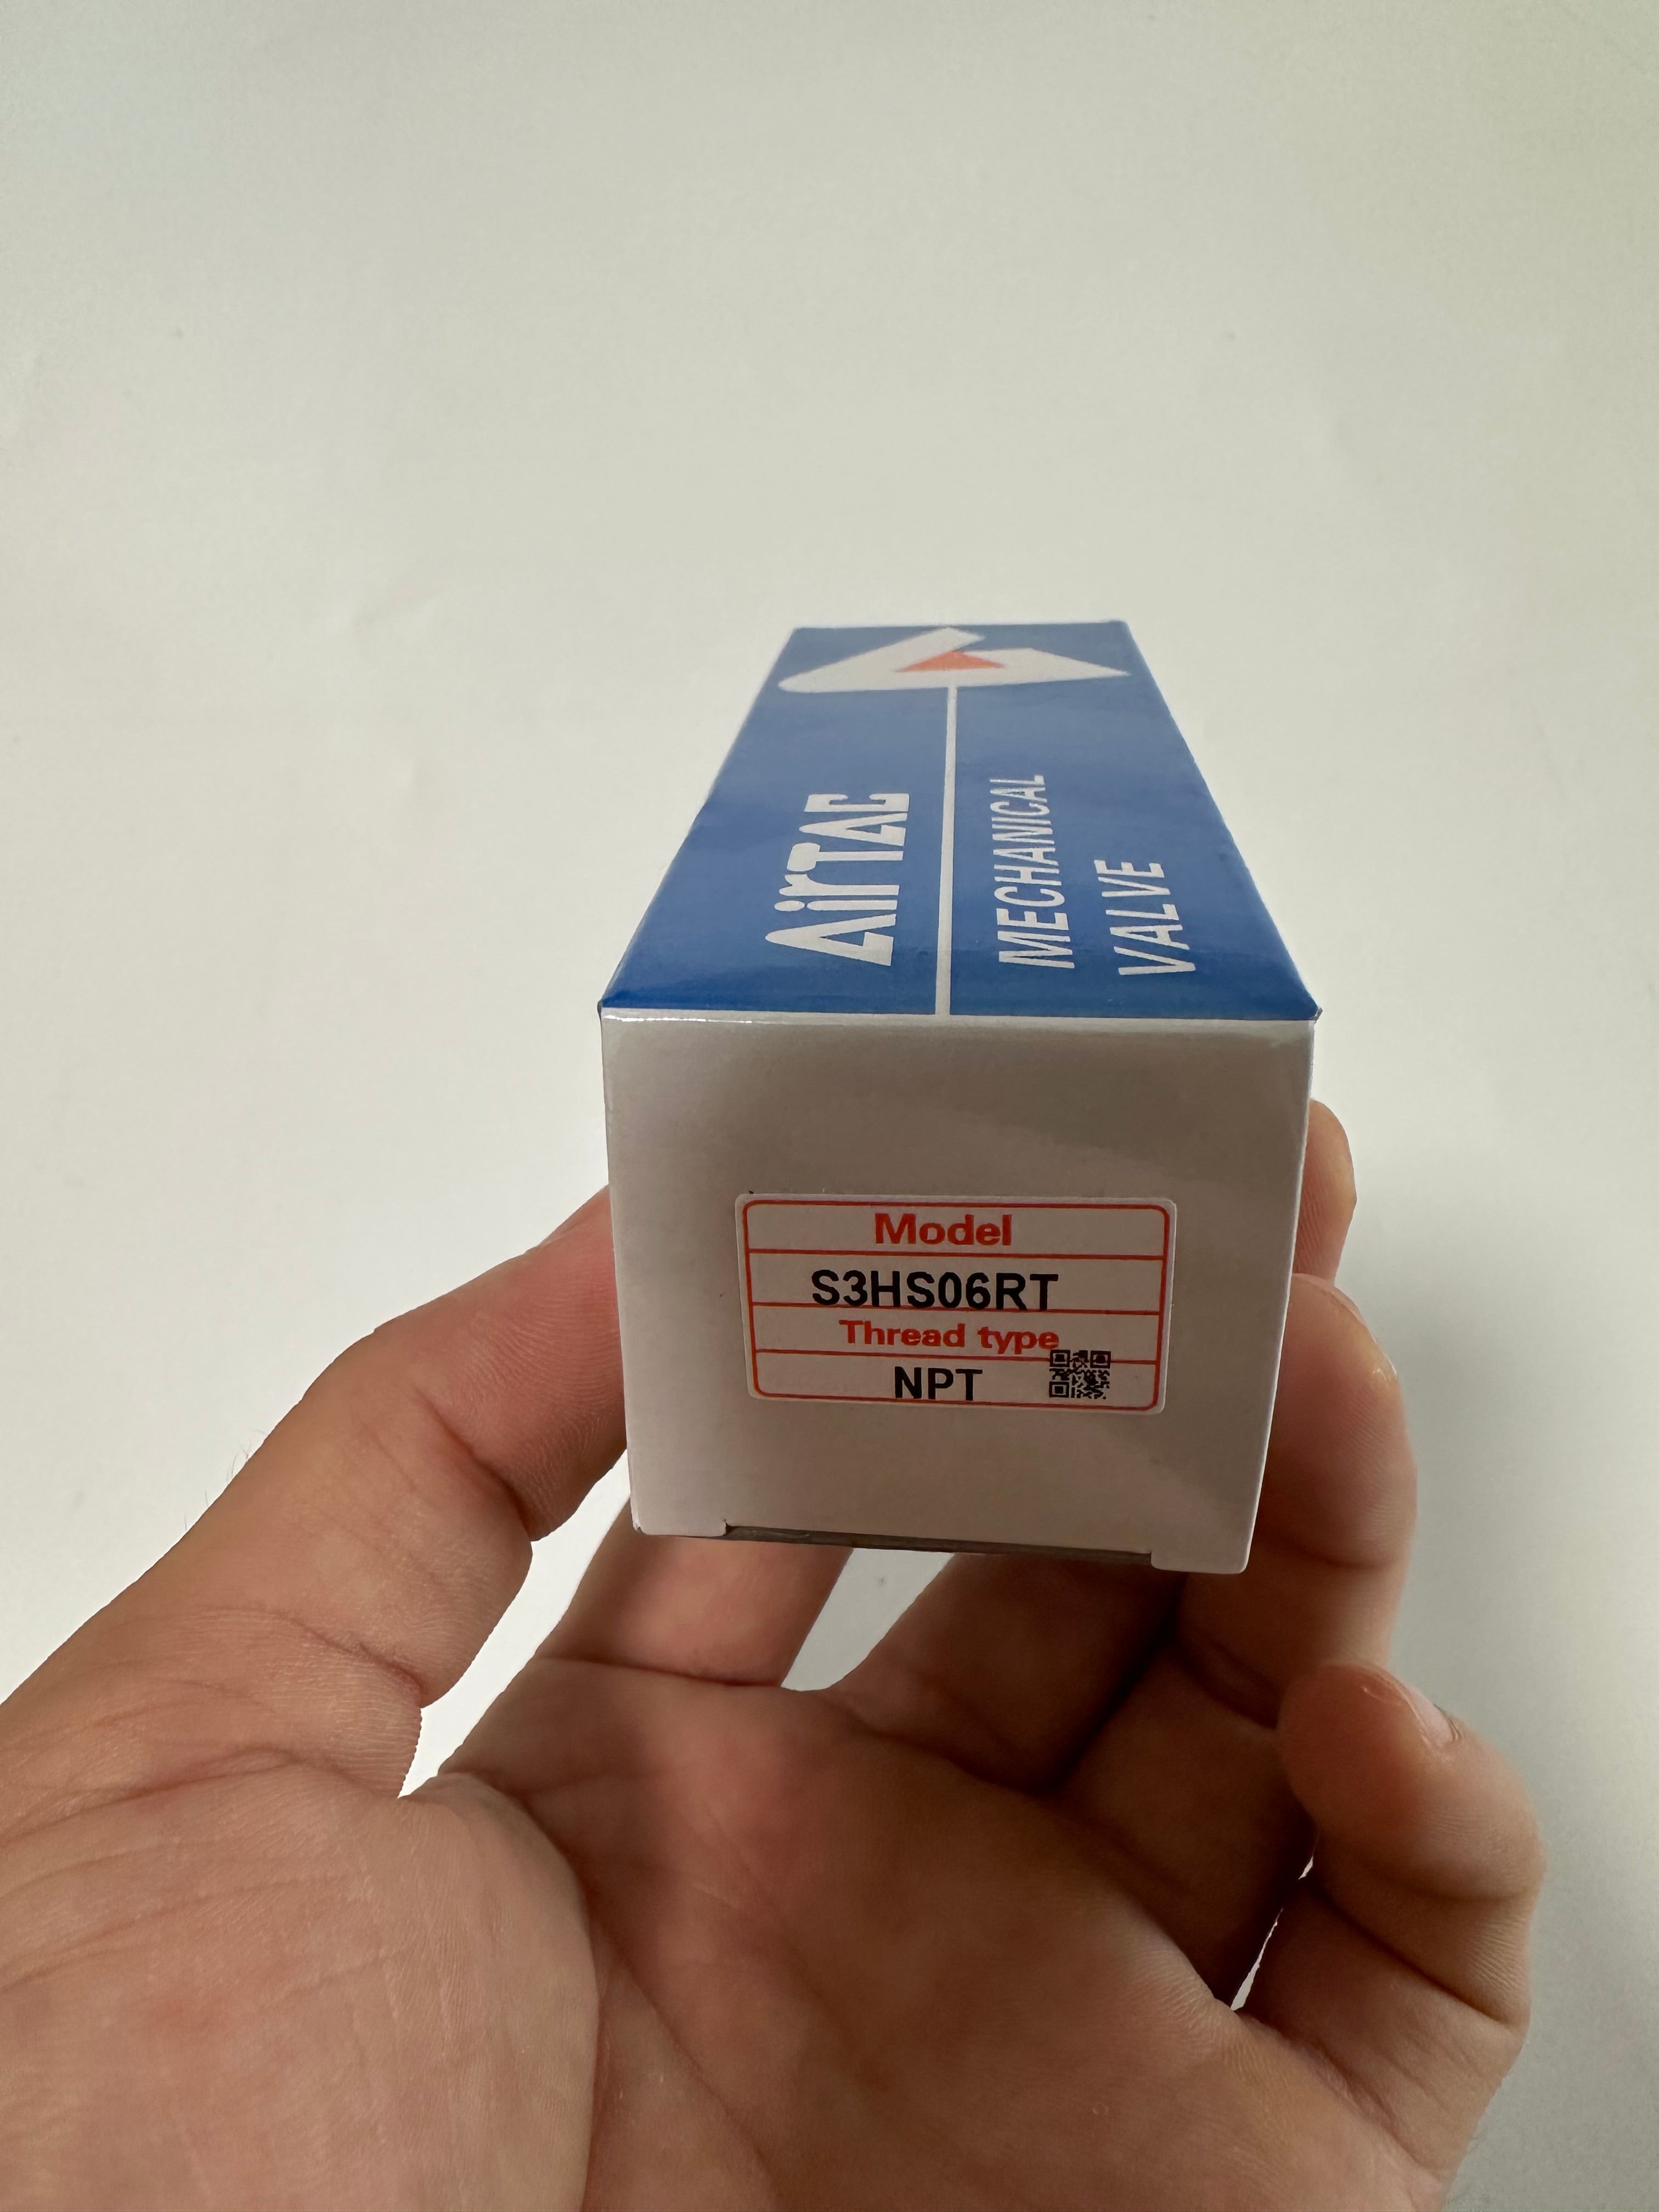 AirTAC
MECHANICAL
VALVE
Model
S3HS06RT
Thread type
NPT